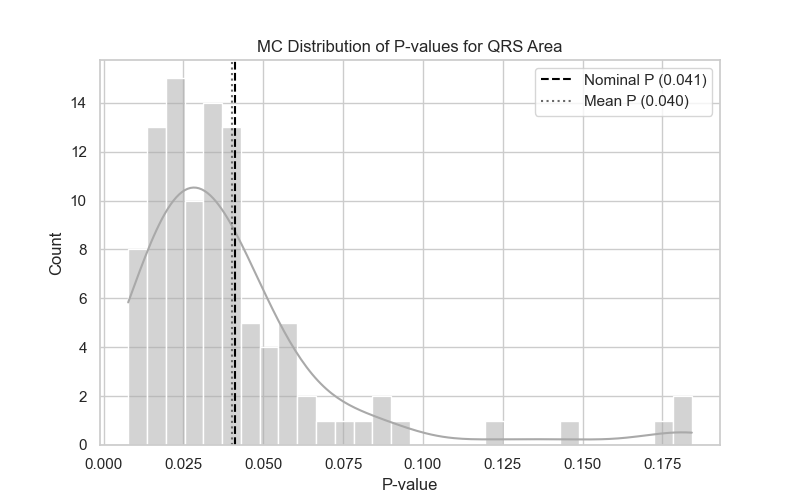 MC Distribution of P-values for QRS Area
Nominal P (0.041)
Mean P (0.040)
14
12
10
8
6
4
2
0
Count
0.000 0.025 0.050 0.075 0.100 0.125 0.150 0.175
P-value